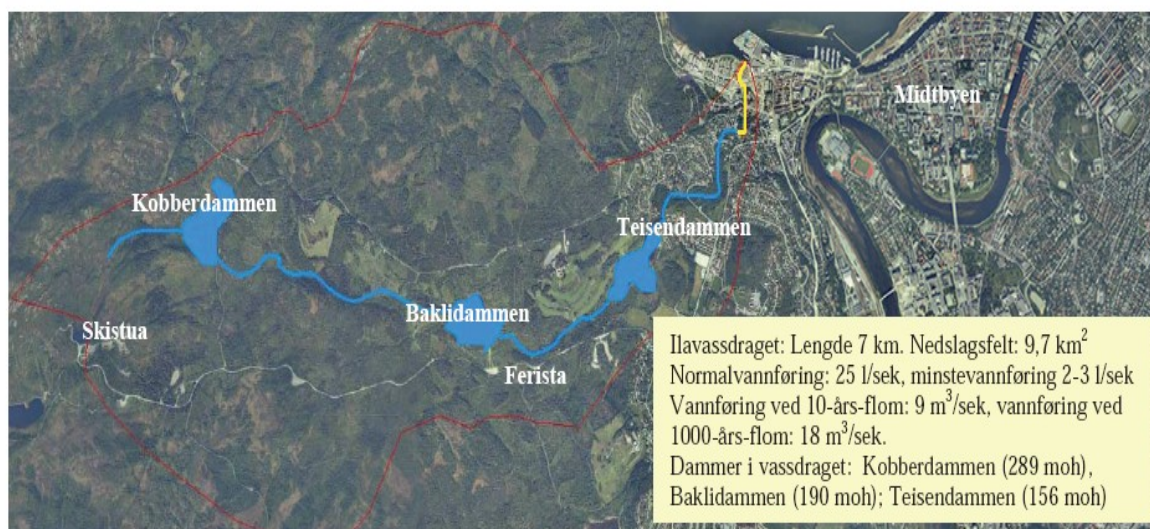 Midtbyen
Kobberdammen
Teisendammen
Baklidammen
Skistua
Ferista
Ilavassdraget: Lengde 7 km. Nedslagsfelt: 9,7 km²
Normalvannføring: 25 l/sek, minstevannføring 2-3 l/sek
Vannføring ved 10-års-flom: 9 m³/sek, vannføring ved
1000-års-flom: 18 m³/sek.
Dammer i vassdraget: Kobberdammen (289 moh),
Baklidammen (190 moh); Teisendammen (156 moh)